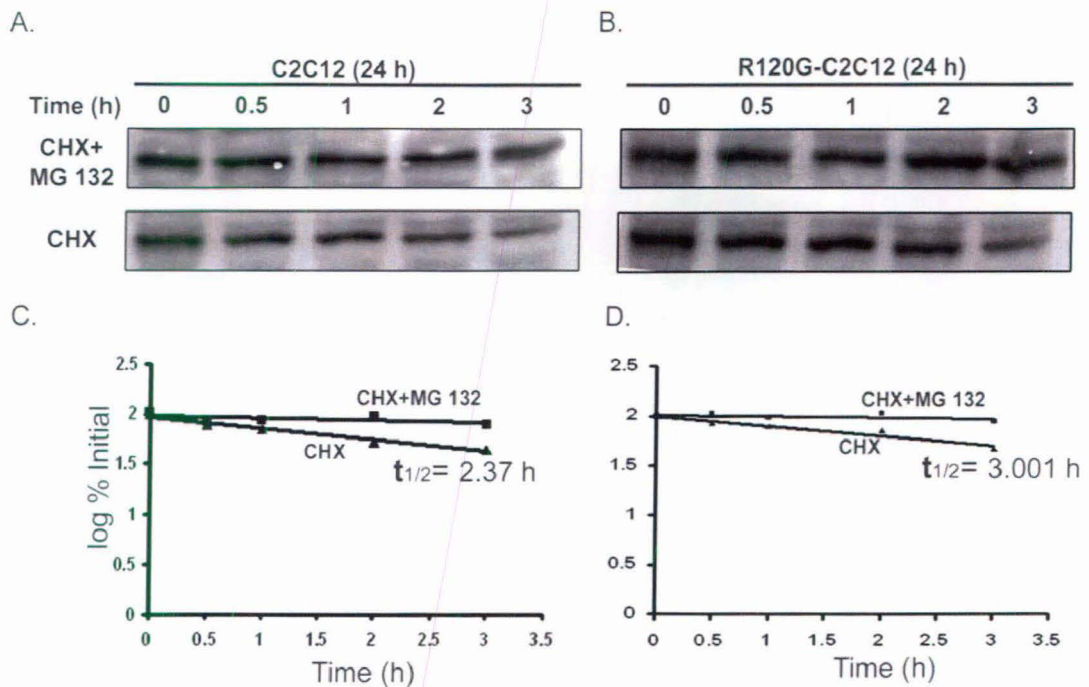 A.
C2C12 (24 h)
Time (h) 0 0.5 1 2 3
CHX+
MG 132
CHX
B.
R120G-C2C12 (24 h)
0 0.5 1 2 3
C.
log % Initial
2.5
2
1.5
1
0.5
0
CHX+MG 132
CHX
t1/2= 2.37 h
0 0.5 1 2 2.5 3 3.5
Time (h)
D.
2.5
2
1.5
1
0.5
0
CHX+MG 132
CHX
t1/2= 3.001 h
0 0.5 1 1.5 2 2.5 3 3.5
Time (h)